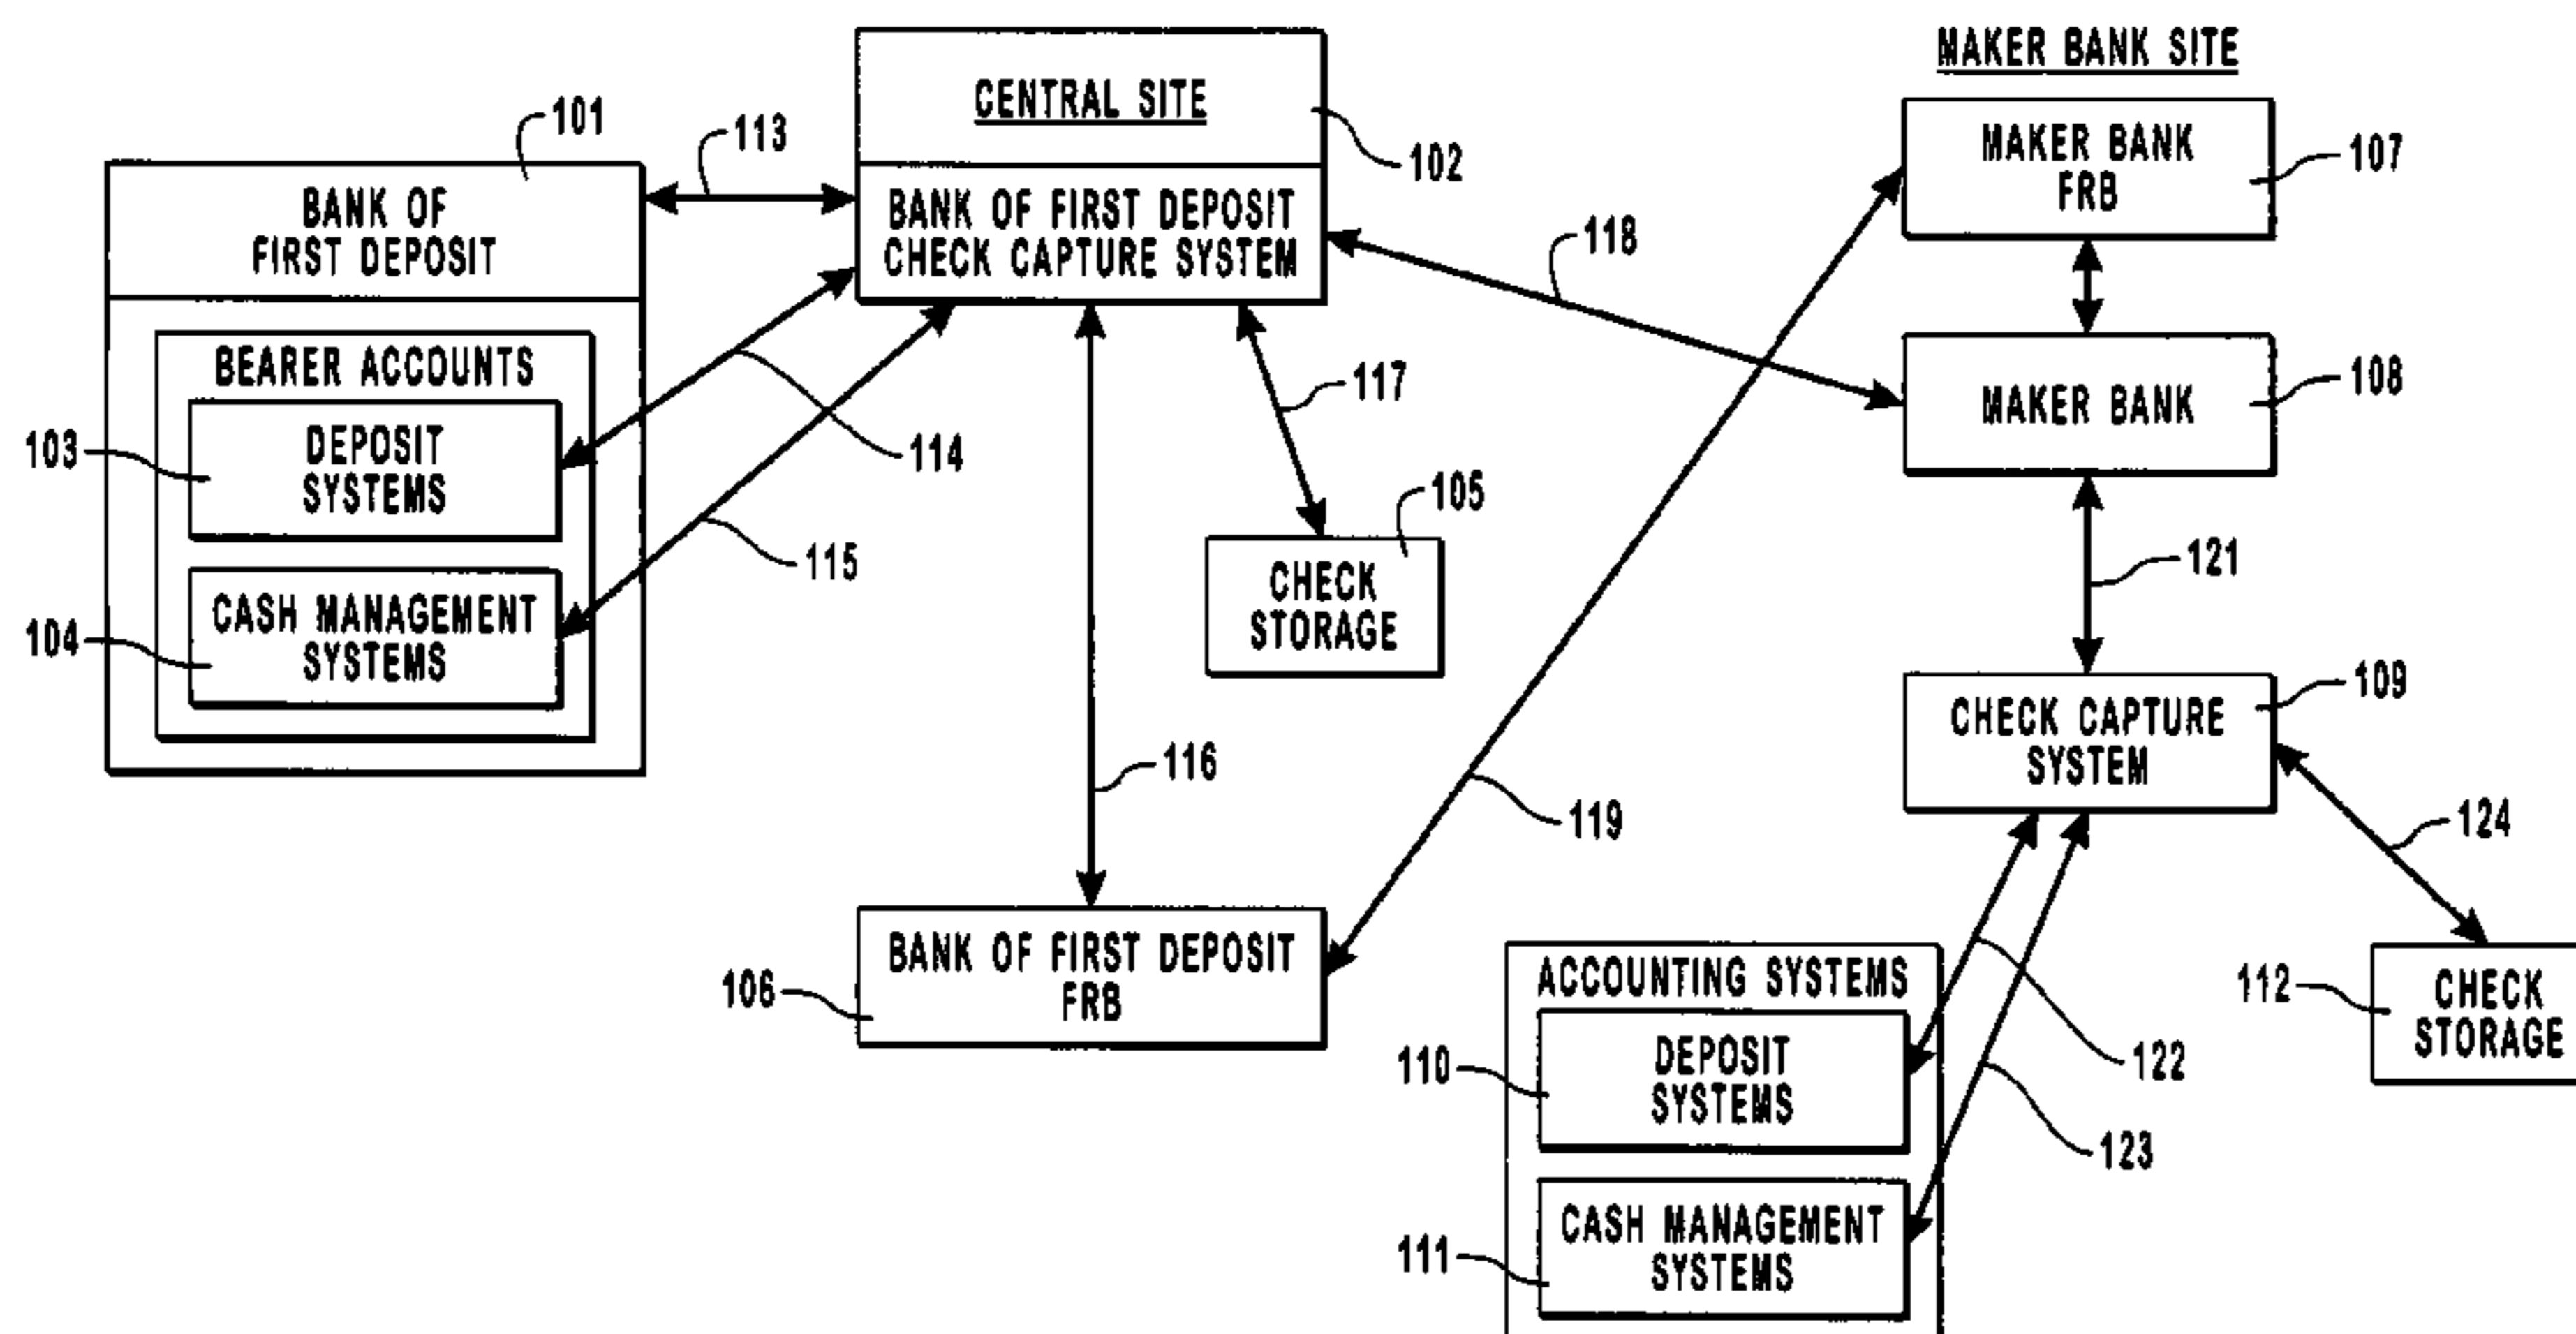 101
BANK OF
FIRST DEPOSIT
BEARER ACCOUNTS
103
DEPOSIT
SYSTEMS
104
CASH MANAGEMENT
SYSTEMS
113
114
115
CENTRAL SITE
102
BANK OF FIRST DEPOSIT
CHECK CAPTURE SYSTEM
116
117
118
105
CHECK
STORAGE
106
BANK OF FIRST DEPOSIT
FRB
119
MAKER BANK SITE
MAKER BANK
FRB
107
MAKER BANK
108
121
CHECK CAPTURE
SYSTEM
109
124
112
CHECK
STORAGE
ACCOUNTING SYSTEMS
110
DEPOSIT
SYSTEMS
122
123
111
CASH MANAGEMENT
SYSTEMS